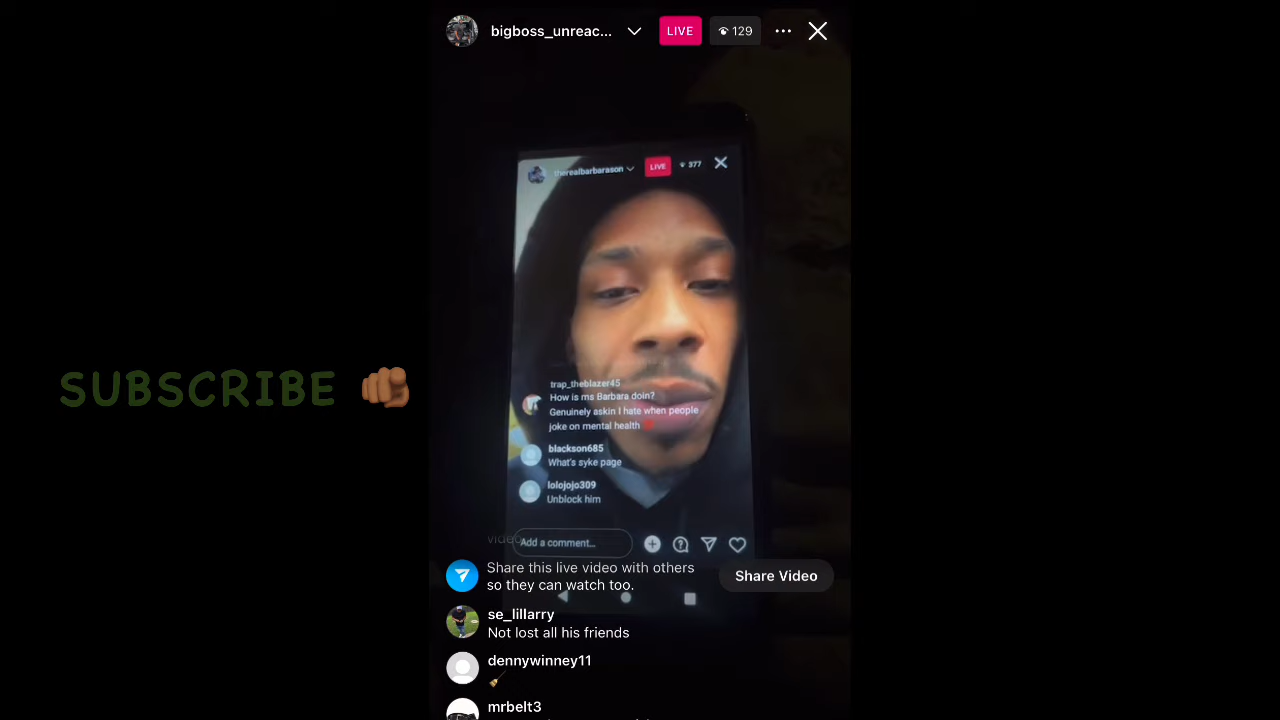 bigboss_unreac...
LIVE
129
therealbarbarason
LIVE
377
SUBSCRIBE
trap_theblazer45
How is ms Barbara doin?
Genuinely askin I hate when people
joke on mental health
blackson685
What's syke page
lolojojo309
Unblock him
video
Add a comment...
Share this live video with others
so they can watch too.
Share Video
se_lillarry
Not lost all his friends
dennywinney11
mrbelt3